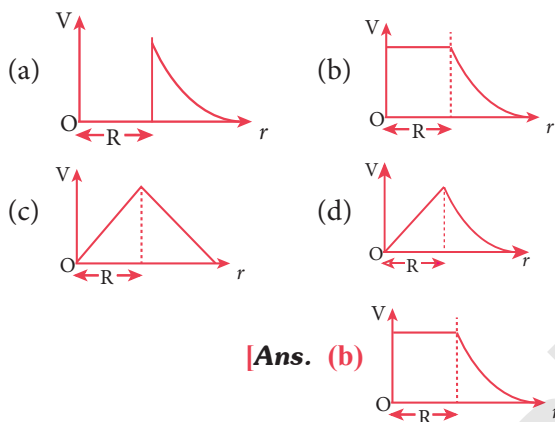 V V
(a) (b)
O R r O R r
V V
(c) (d)
O R r O R r
V
[Ans. (b)
O R r